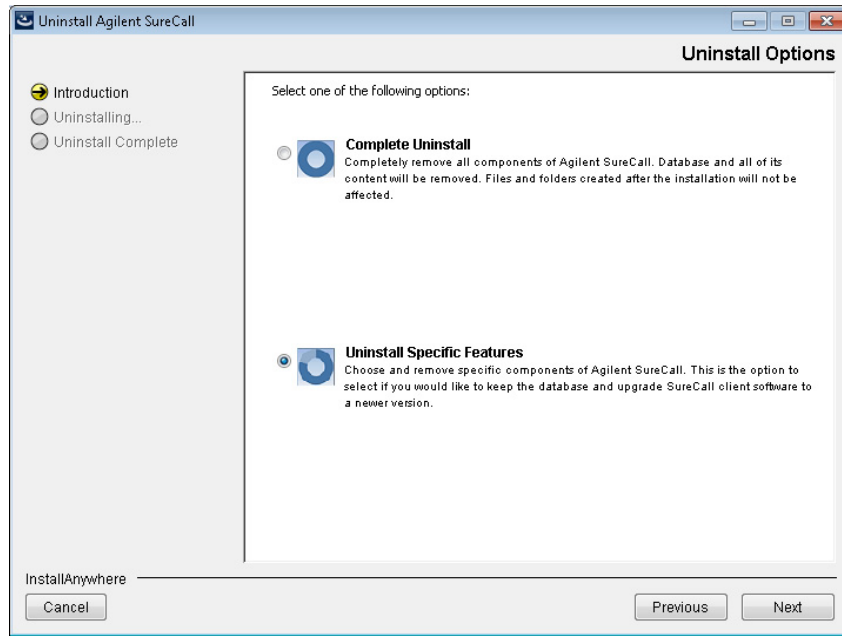 Uninstall Agilent SureCall
Uninstall Options
Introduction
Uninstalling...
Uninstall Complete
Select one of the following options:
Complete Uninstall
Completely remove all components of Agilent SureCall. Database and all of its
content will be removed. Files and folders created after the installation will not be
affected.
Uninstall Specific Features
Choose and remove specific components of Agilent SureCall. This is the option to
select if you would like to keep the database and upgrade SureCall client software to
a newer version.
InstallAnywhere
Cancel
Previous
Next